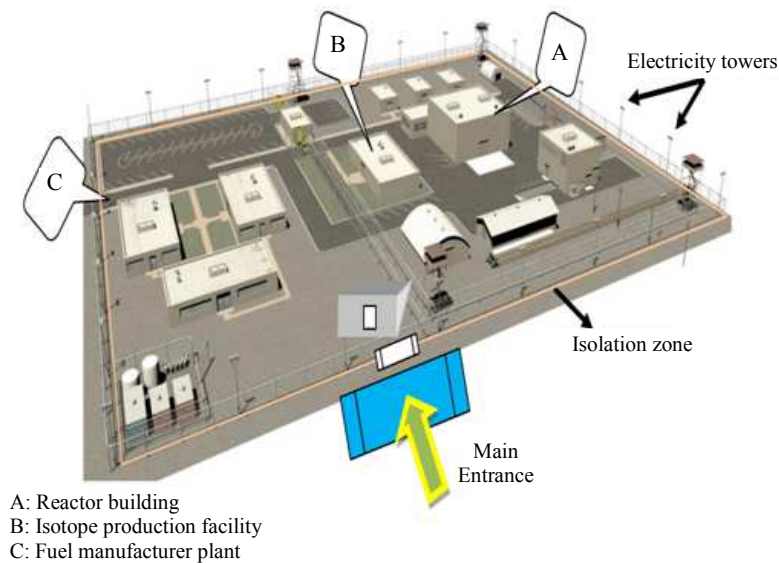 B
A
Electricity towers
C
Isolation zone
Main
Entrance
A: Reactor building
B: Isotope production facility
C: Fuel manufacturer plant